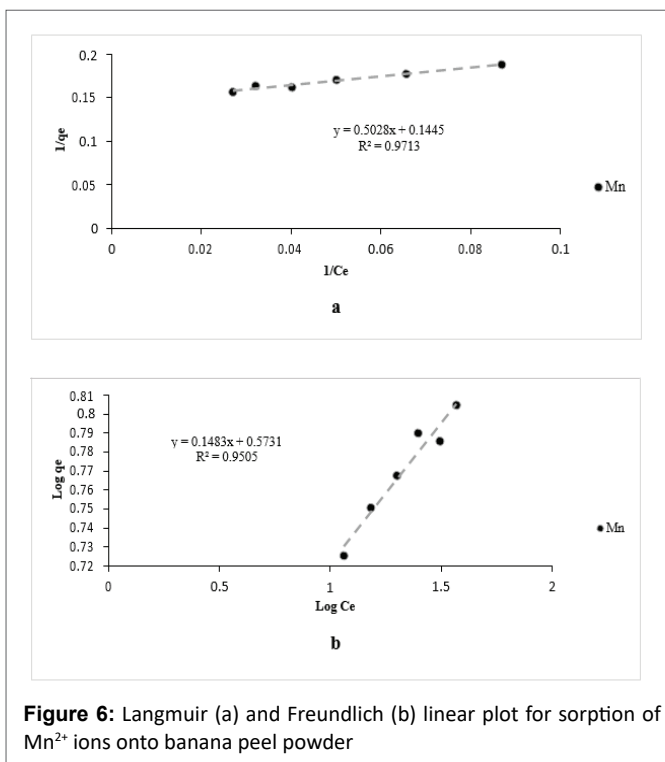 0.2
0.15
0.1
0.05
0
1/qe
y = 0.5028x + 0.1445
R² = 0.9713
Mn
0 0.02 0.04 0.06 0.08 0.1
1/Ce
a
0.81
0.8
0.79
0.78
0.77
0.76
0.75
0.74
0.73
0.72
Log qe
y = 0.1483x + 0.5731
R² = 0.9505
Mn
0 0.5 1 1.5 2
Log Ce
b
Figure 6: Langmuir (a) and Freundlich (b) linear plot for sorption of
Mn²⁺ ions onto banana peel powder